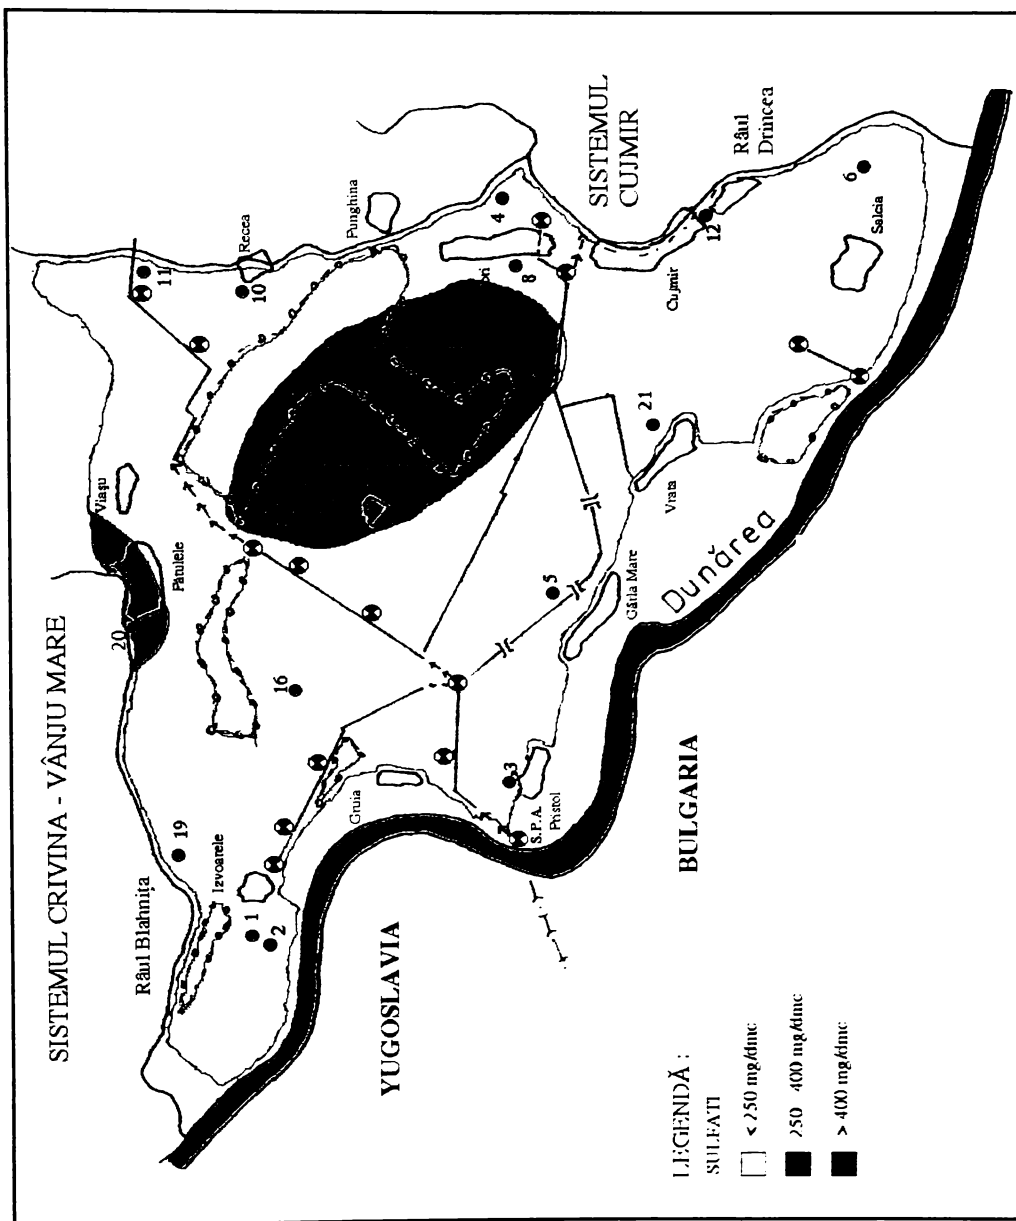 SISTEMUL CRIVINA - VÂNJU MARE
Viașu
20
Râul Blahnița
11
Pătulele
19
Izvoarele
Recea
1
10
2
16
Punghina
Gruia
YUGOSLAVIA
4
3
8
S.P.A.
Pristol
5
SISTEMUL
CUJMIR
Gârla Mare
21
Cujmir
Vrata
12
Dunărea
BULGARIA
Râul
Drincea
6
Salcia
LEGENDĂ :
SULFATI
< 250 mg/dmc
250 - 400 mg/dmc
> 400 mg/dmc